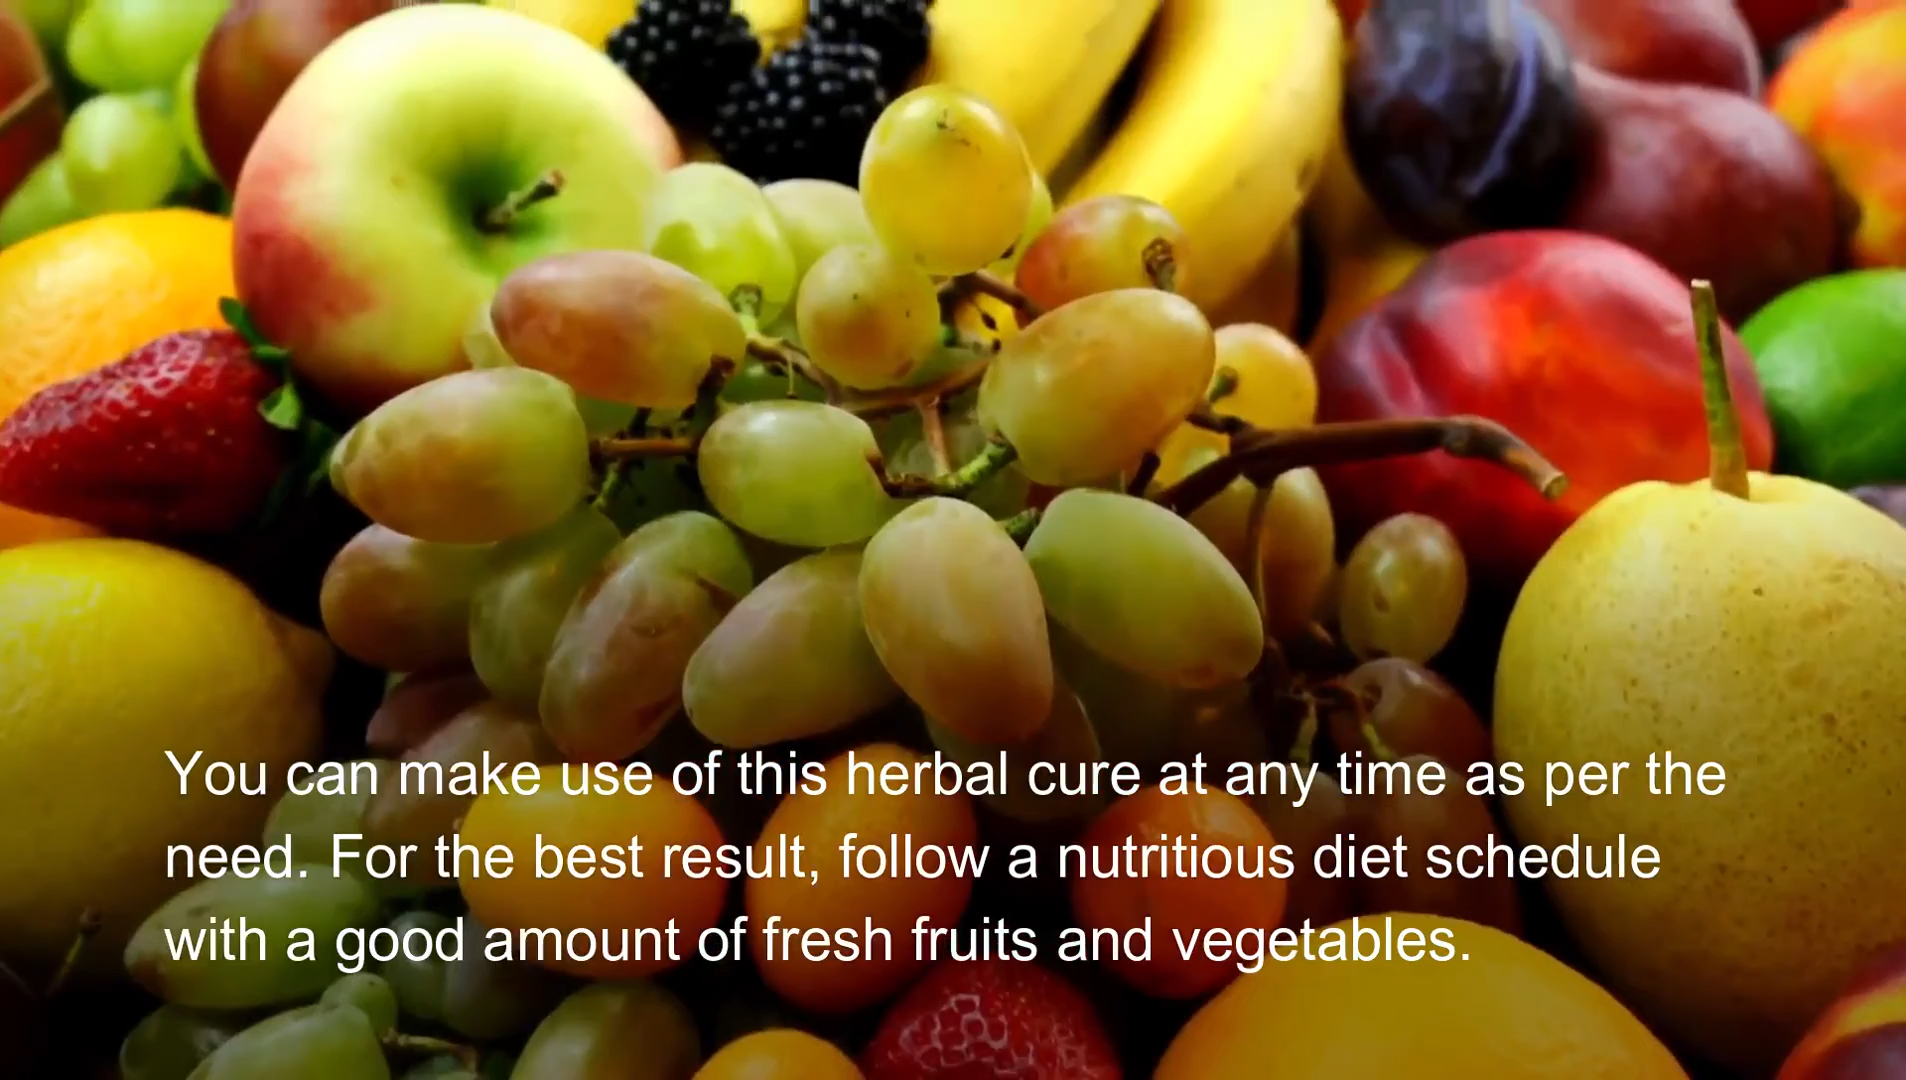 You can make use of this herbal cure at any time as per the
need. For the best result, follow a nutritious diet schedule
with a good amount of fresh fruits and vegetables.